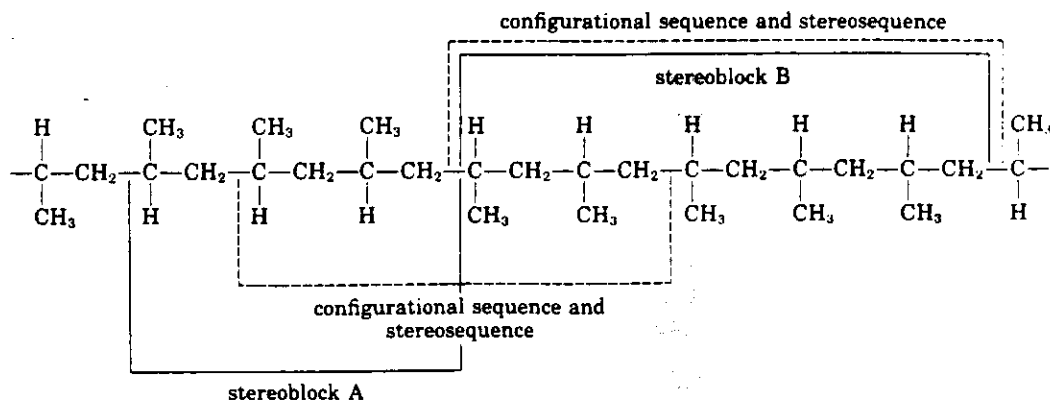 configurational sequence and stereosequence
stereoblock B
H CH₃ CH₃ CH₃ H H H H H CH₃
—C—CH₂—C—CH₂—C—CH₂—C—CH₂—C—CH₂—C—CH₂—C—CH₂—C—CH₂—C—CH₂—C—
CH₃ H H H CH₃ CH₃ CH₃ CH₃ CH₃ H
configurational sequence and
stereosequence
stereoblock A